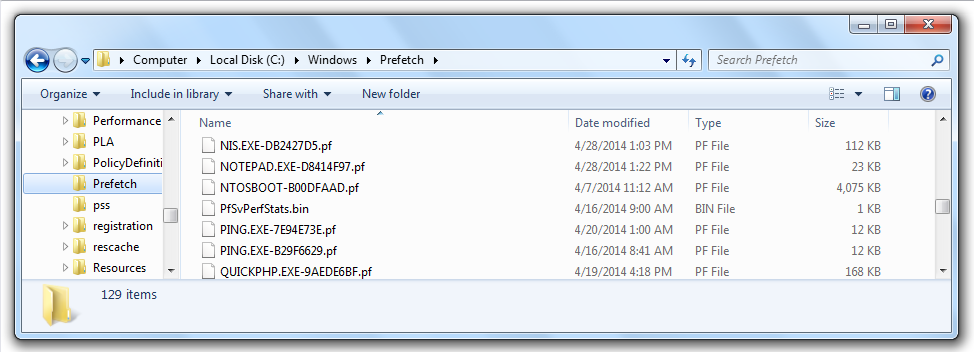 Computer Local Disk (C:) Windows Prefetch Search Prefetch
Organize Include in library Share with New folder
Performance
PLA
PolicyDefiniti
Prefetch
pss
registration
rescache
Resources
Name Date modified Type Size
NIS.EXE-DB2427D5.pf 4/28/2014 1:03 PM PF File 112 KB
NOTEPAD.EXE-D8414F97.pf 4/28/2014 1:22 PM PF File 23 KB
NTOSBOOT-B00DFAAD.pf 4/7/2014 11:12 AM PF File 4,075 KB
PfSvPerfStats.bin 4/16/2014 9:00 AM BIN File 1 KB
PING.EXE-7E94E73E.pf 4/20/2014 1:00 AM PF File 12 KB
PING.EXE-B29F6629.pf 4/16/2014 8:41 AM PF File 12 KB
QUICKPHP.EXE-9AEDE6BF.pf 4/19/2014 4:18 PM PF File 168 KB
129 items